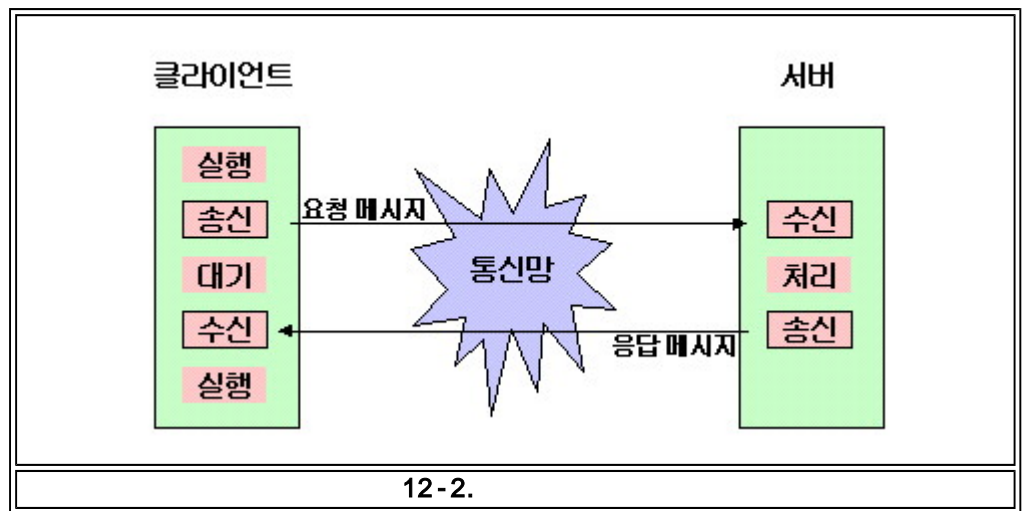 클라이언트
서버
실행
송신
요청 메시지
수신
대기
통신망
처리
수신
응답 메시지
송신
실행
12-2.